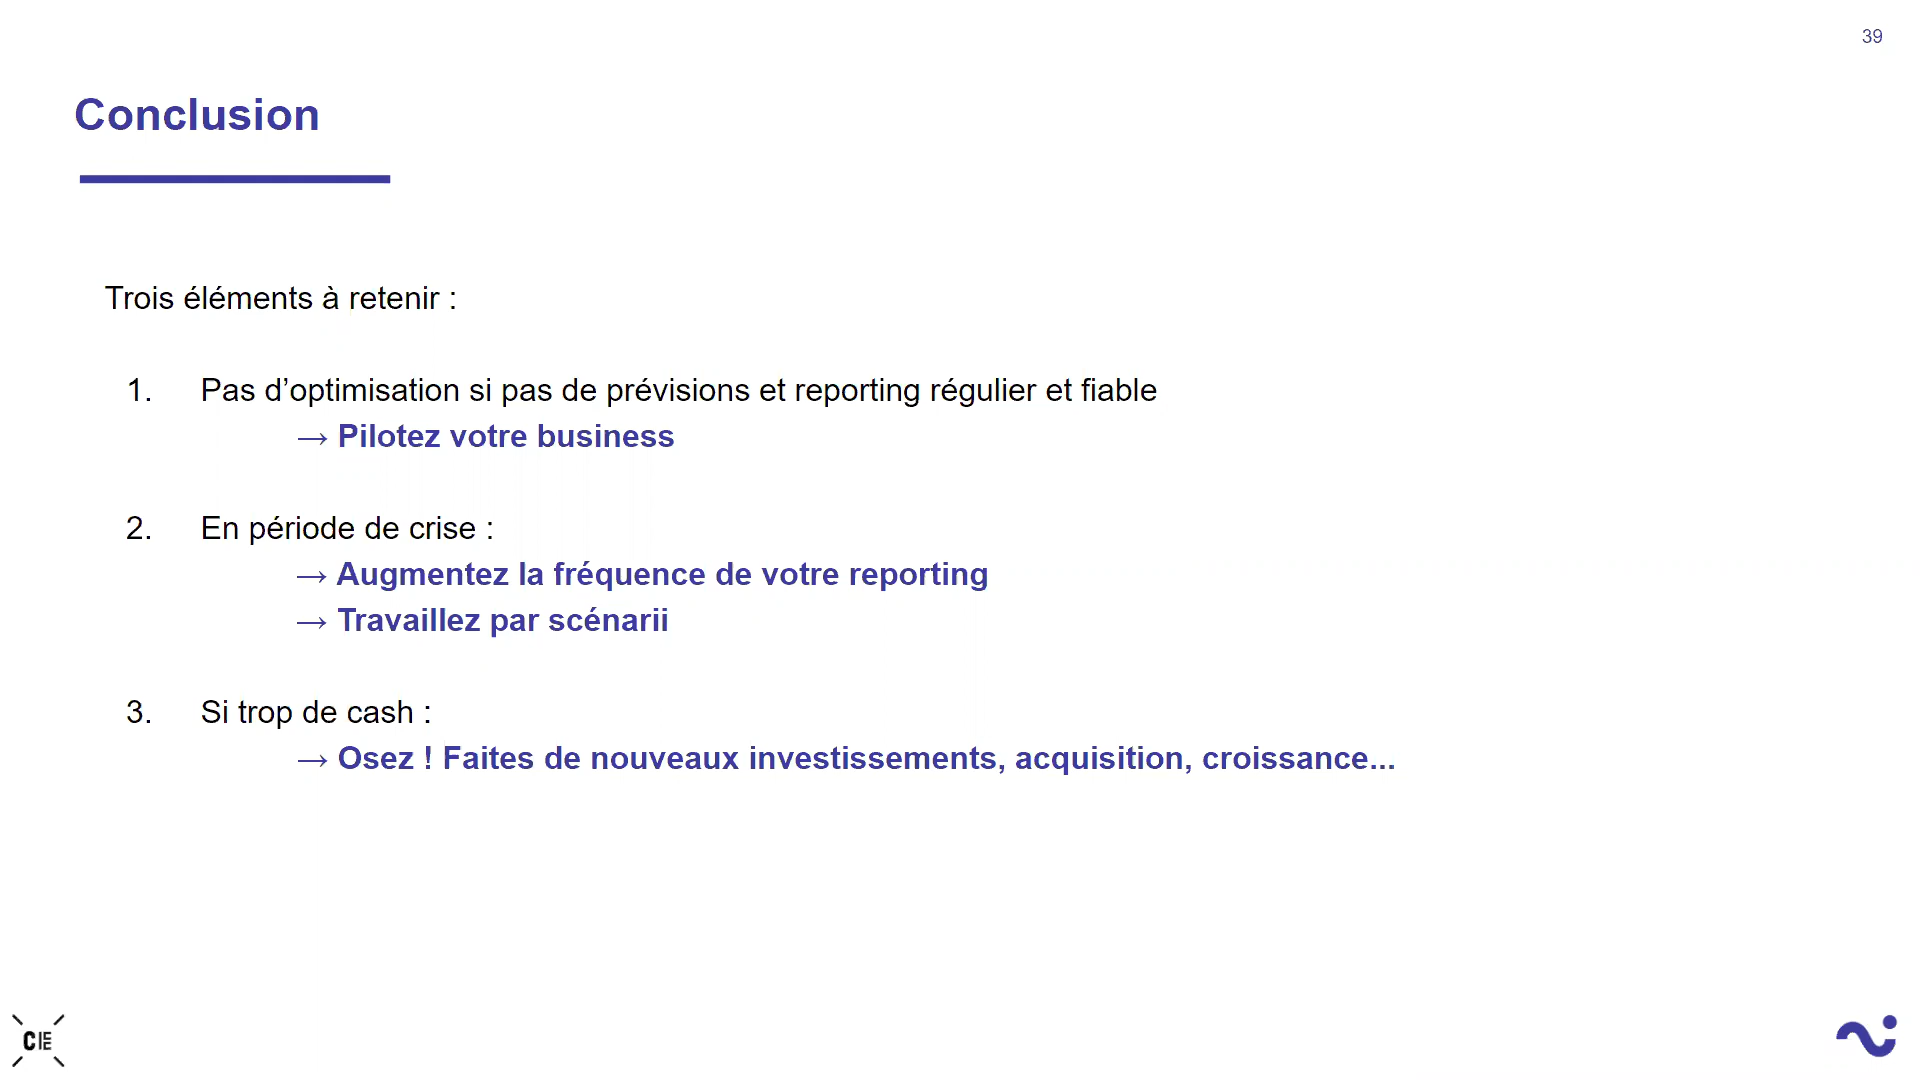 39
Conclusion
Trois éléments à retenir :
1. Pas d’optimisation si pas de prévisions et reporting régulier et fiable
→ Pilotez votre business
2. En période de crise :
→ Augmentez la fréquence de votre reporting
→ Travaillez par scénarii
3. Si trop de cash :
→ Osez ! Faites de nouveaux investissements, acquisition, croissance...
CIE